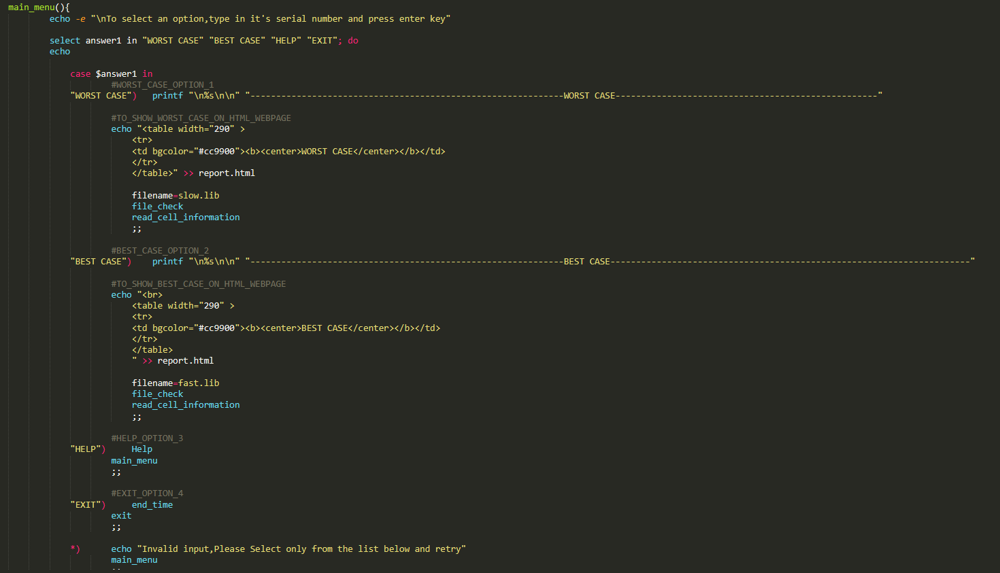 main_menu(){
echo -e "\nTo select an option,type in it's serial number and press enter key"
select answer1 in "WORST CASE" "BEST CASE" "HELP" "EXIT"; do
echo
case $answer1 in
#WORST_CASE_OPTION_1
"WORST CASE") printf "\n%s\n\n" "-------------------------------------------------------------WORST CASE---------------------------------------------------"
#TO_SHOW_WORST_CASE_ON_HTML_WEBPAGE
echo "<table width="290" >
<tr>
<td bgcolor="#cc9900"><b><center>WORST CASE</center></b></td>
</tr>
</table>" >> report.html
filename=slow.lib
file_check
read_cell_information
;;
#BEST_CASE_OPTION_2
"BEST CASE") printf "\n%s\n\n" "-------------------------------------------------------------BEST CASE----------------------------------------------------------------------"
#TO_SHOW_BEST_CASE_ON_HTML_WEBPAGE
echo "<br>
<table width="290" >
<tr>
<td bgcolor="#cc9900"><b><center>BEST CASE</center></b></td>
</tr>
</table>
" >> report.html
filename=fast.lib
file_check
read_cell_information
;;
#HELP_OPTION_3
"HELP") Help
main_menu
;;
#EXIT_OPTION_4
"EXIT") end_time
exit
;;
*) echo "Invalid input,Please Select only from the list below and retry"
main_menu